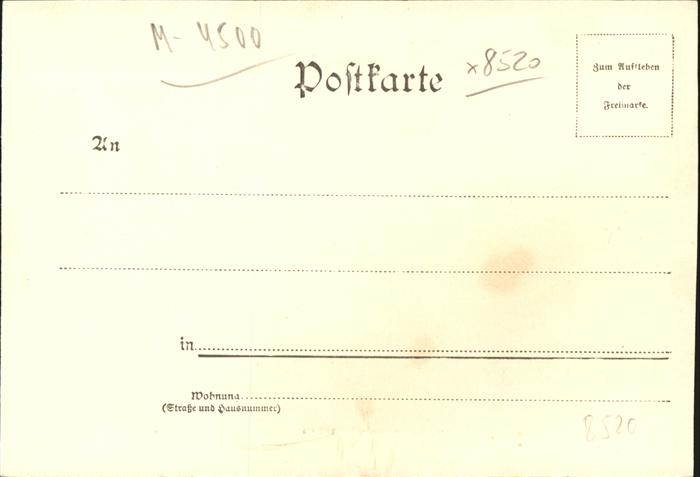 M- 4500
Postkarte
x8520
Zum Aufkleben
der
Freimarke.
An
in
Wohnung
(Straße und Hausnummer)
8520